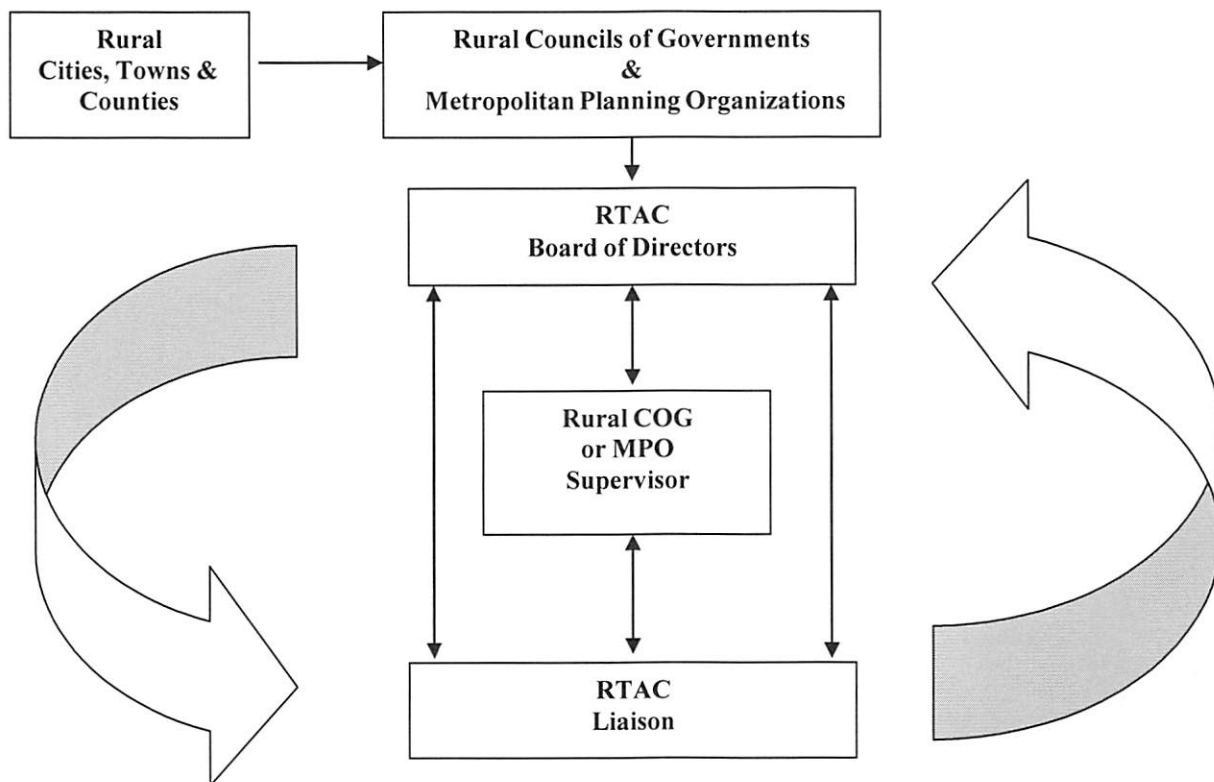 Rural
Cities, Towns &
Counties
Rural Councils of Governments
&
Metropolitan Planning Organizations
RTAC
Board of Directors
Rural COG
or MPO
Supervisor
RTAC
Liaison